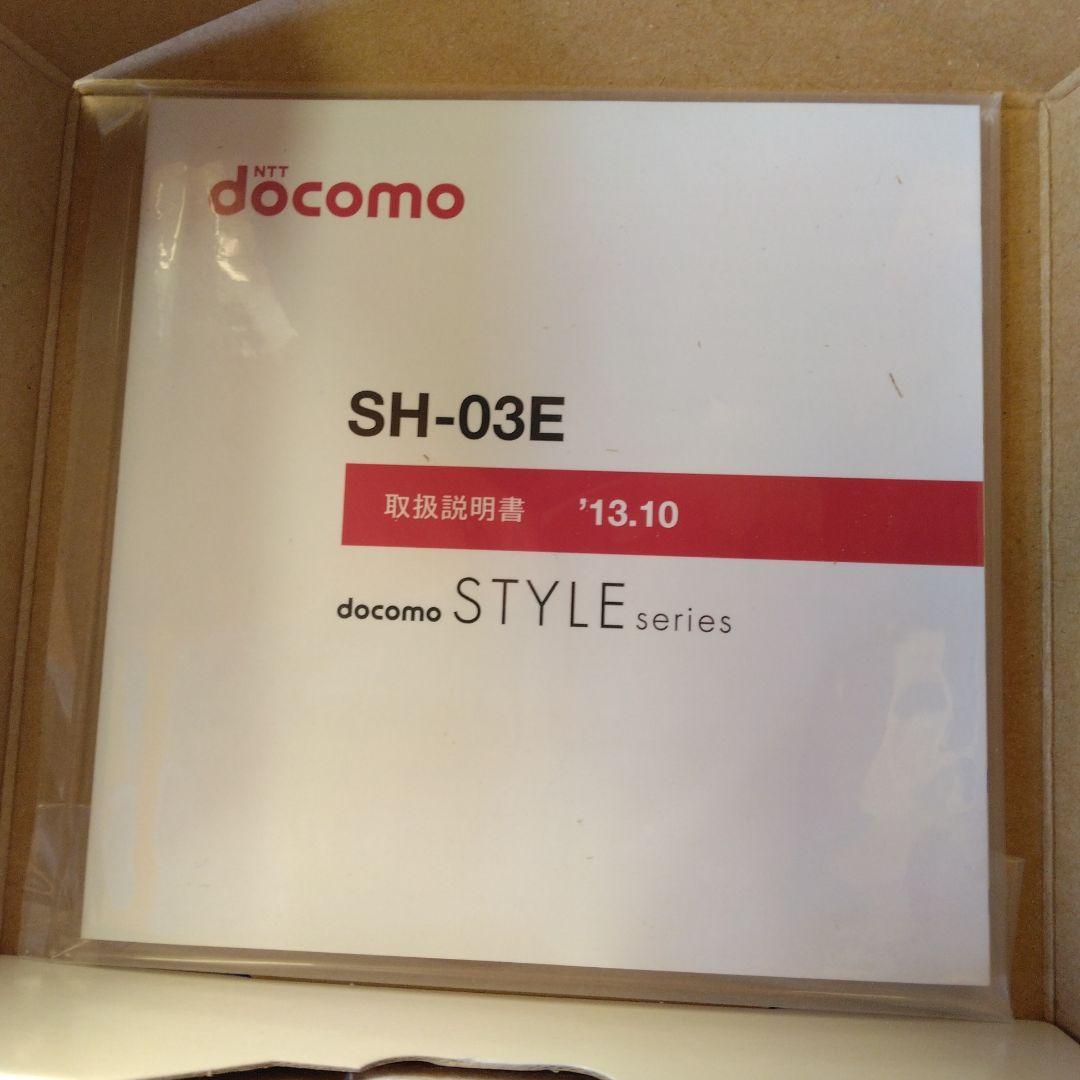 NTT
docomo
SH-03E
取扱説明書 ’13.10
docomo STYLE series